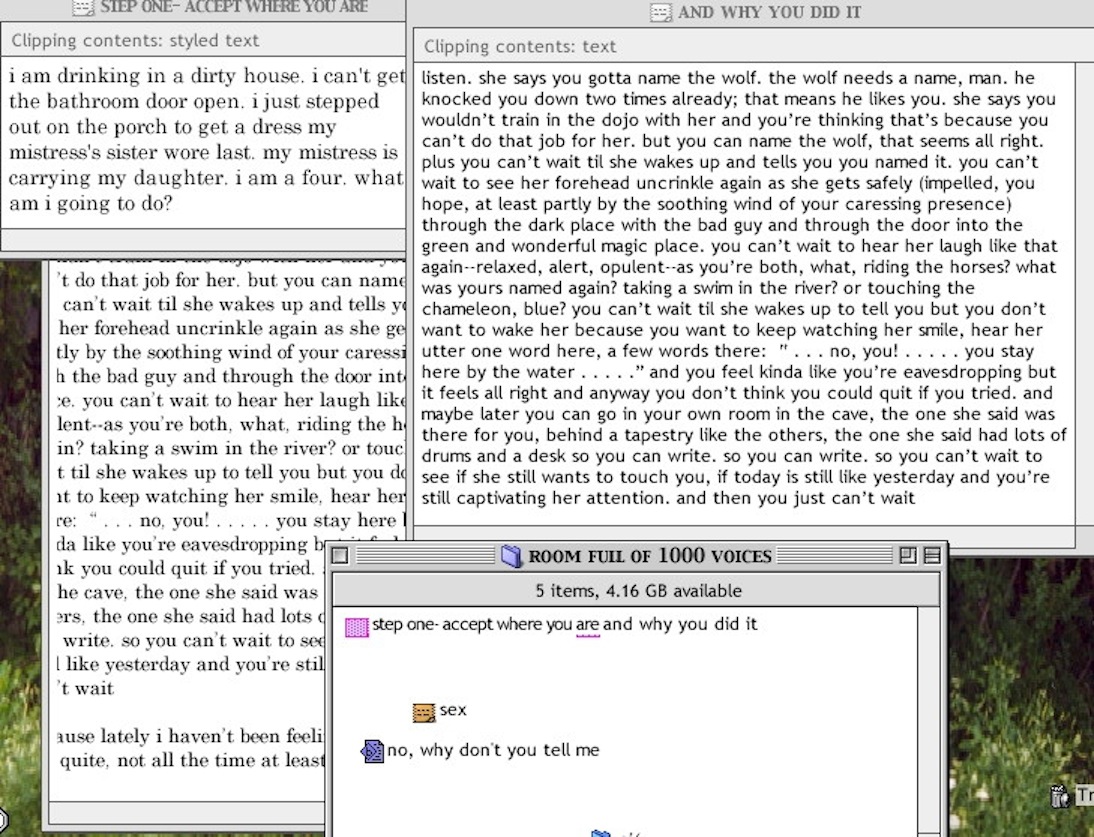 STEP ONE- ACCEPT WHERE YOU ARE
Clipping contents: styled text
i am drinking in a dirty house. i can't get
the bathroom door open. i just stepped
out on the porch to get a dress my
mistress's sister wore last. my mistress is
carrying my daughter. i am a four. what
am i going to do?
AND WHY YOU DID IT
Clipping contents: text
listen. she says you gotta name the wolf. the wolf needs a name, man. he
knocked you down two times already; that means he likes you. she says you
wouldn't train in the dojo with her and you're thinking that's because you
can't do that job for her. but you can name the wolf, that seems all right.
plus you can't wait til she wakes up and tells you you named it. you can't
wait to see her forehead uncrinkle again as she gets safely (impelled, you
hope, at least partly by the soothing wind of your caressing presence)
through the dark place with the bad guy and through the door into the
green and wonderful magic place. you can't wait to hear her laugh like that
again--relaxed, alert, opulent--as you're both, what, riding the horses? what
was yours named again? taking a swim in the river? or touching the
chameleon, blue? you can't wait til she wakes up to tell you but you don't
want to wake her because you want to keep watching her smile, hear her
utter one word here, a few words there: " . . . no, you! . . . . . you stay
here by the water . . . . ." and you feel kinda like you're eavesdropping but
it feels all right and anyway you don't think you could quit if you tried. and
maybe later you can go in your own room in the cave, the one she said was
there for you, behind a tapestry like the others, the one she said had lots of
drums and a desk so you can write. so you can write. so you can't wait to
see if she still wants to touch you, if today is still like yesterday and you're
still captivating her attention. and then you just can't wait
't do that job for her. but you can name
can't wait til she wakes up and tells
her forehead uncrinkle again as she ge
tly by the soothing wind of your caressi
h the bad guy and through the door int
e. you can't wait to hear her laugh like
lent--as you're both, what, riding the h
in? taking a swim in the river? or touc
t til she wakes up to tell you but you do
nt to keep watching her smile, hear her
re: " . . . no, you! . . . . . you stay here
da like you're eavesdropping
nk you could quit if you tried.
he cave, the one she said was
ers, the one she said had lots
write. so you can't wait to see
l like yesterday and you're stil
't wait
ause lately i haven't been feeli
quite, not all the time at least
ROOM FULL OF 1000 VOICES
5 items, 4.16 GB available
step one- accept where you are and why you did it
sex
no, why don't you tell me
Tr